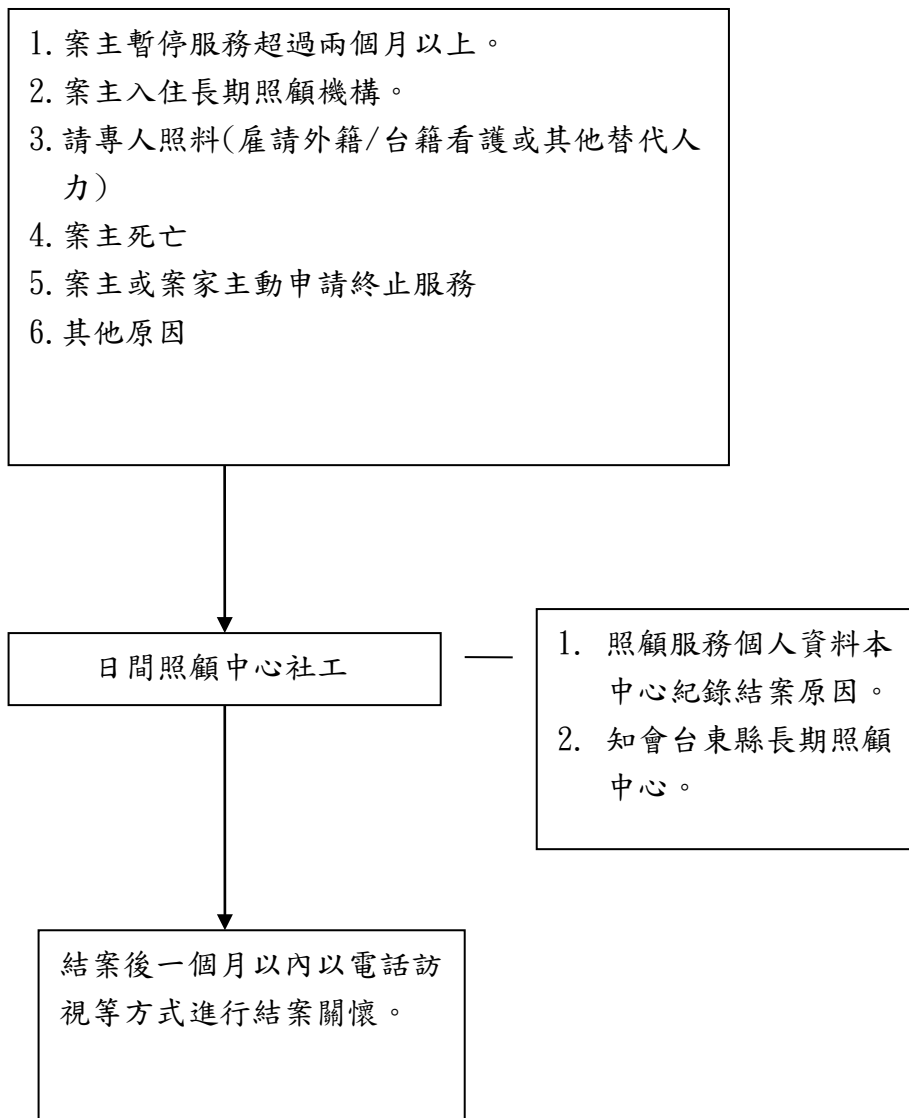 1. 案主暫停服務超過兩個月以上。
2. 案主入住長期照顧機構。
3. 請專人照料(雇請外籍/台籍看護或其他替代人
力)
4. 案主死亡
5. 案主或案家主動申請終止服務
6. 其他原因
日間照顧中心社工
1. 照顧服務個人資料本
中心紀錄結案原因。
2. 知會台東縣長期照顧
中心。
結案後一個月以內以電話訪
視等方式進行結案關懷。